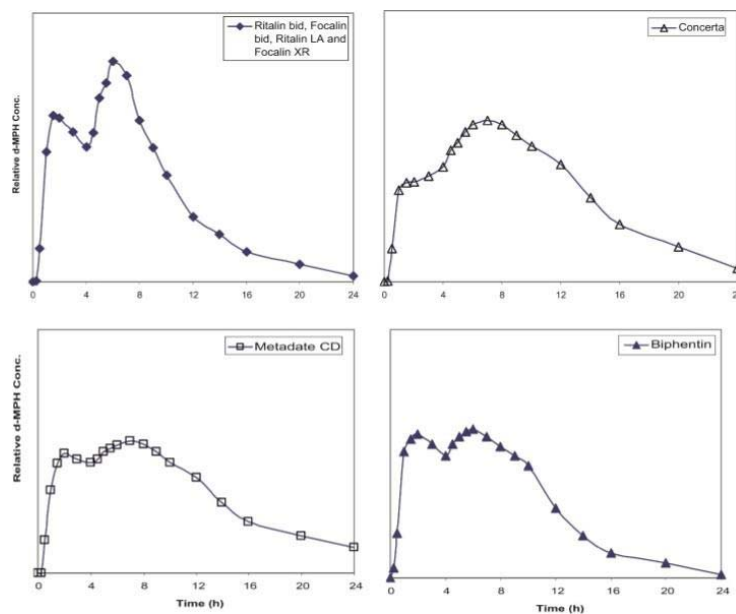 Relative d-MPH Conc.
Ritalin bid, Focalin
bid, Ritalin LA and
Focalin XR
0 4 8 12 16 20 24
Concerta
0 4 8 12 16 20 24
Relative d-MPH Conc.
Metadate CD
0 4 8 12 16 20 24
Time (h)
Biphentin
0 4 8 12 16 20 24
Time (h)